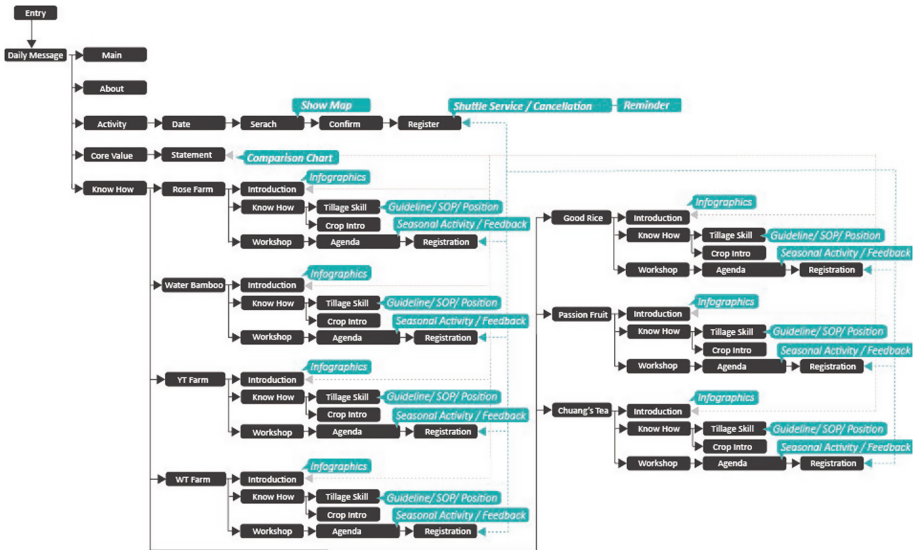 Entry
Daily Message
Main
About
Activity
Date
Serach
Show Map
Confirm
Register
Shuttle Service / Cancellation
Reminder
Core Value
Statement
Comparison Chart
Know How
Rose Farm
Introduction
Infographics
Know How
Tillage Skill
Guideline/ SOP/ Position
Crop Intro
Seasonal Activity / Feedback
Workshop
Agenda
Registration
Water Bamboo
Introduction
Infographics
Know How
Tillage Skill
Guideline/ SOP/ Position
Crop Intro
Seasonal Activity / Feedback
Workshop
Agenda
Registration
YT Farm
Introduction
Infographics
Know How
Tillage Skill
Guideline/ SOP/ Position
Crop Intro
Seasonal Activity / Feedback
Workshop
Agenda
Registration
WT Farm
Introduction
Infographics
Know How
Tillage Skill
Guideline/ SOP/ Position
Crop Intro
Seasonal Activity / Feedback
Workshop
Agenda
Registration
Good Rice
Introduction
Infographics
Know How
Tillage Skill
Guideline/ SOP/ Position
Crop Intro
Seasonal Activity / Feedback
Workshop
Agenda
Registration
Passion Fruit
Introduction
Infographics
Know How
Tillage Skill
Guideline/ SOP/ Position
Crop Intro
Seasonal Activity / Feedback
Workshop
Agenda
Registration
Chuang's Tea
Introduction
Infographics
Know How
Tillage Skill
Guideline/ SOP/ Position
Crop Intro
Seasonal Activity / Feedback
Workshop
Agenda
Registration